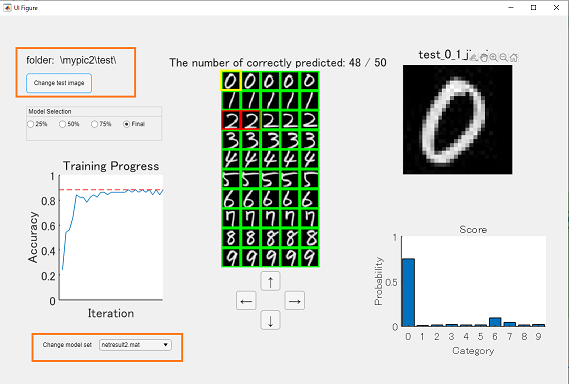 UI Figure
folder: \mypic2\test\
Change test image
Model Selection
25% 50% 75% Final
Training Progress
1
0.8
0.6
0.4
0.2
0
Accuracy
Iteration
Change model set netresult2.mat
The number of correctly predicted: 48 / 50
0 0 0 0 0
1 1 1 1 1
2 2 2 2 2
3 3 3 3 3
4 4 4 4 4
5 5 5 5 5
6 6 6 6 6
7 7 7 7 7
8 8 8 8 8
9 9 9 9 9
↑
← →
↓
test_0_1_
0
Score
1
0.5
0
Probability
0 1 2 3 4 5 6 7 8 9
Category